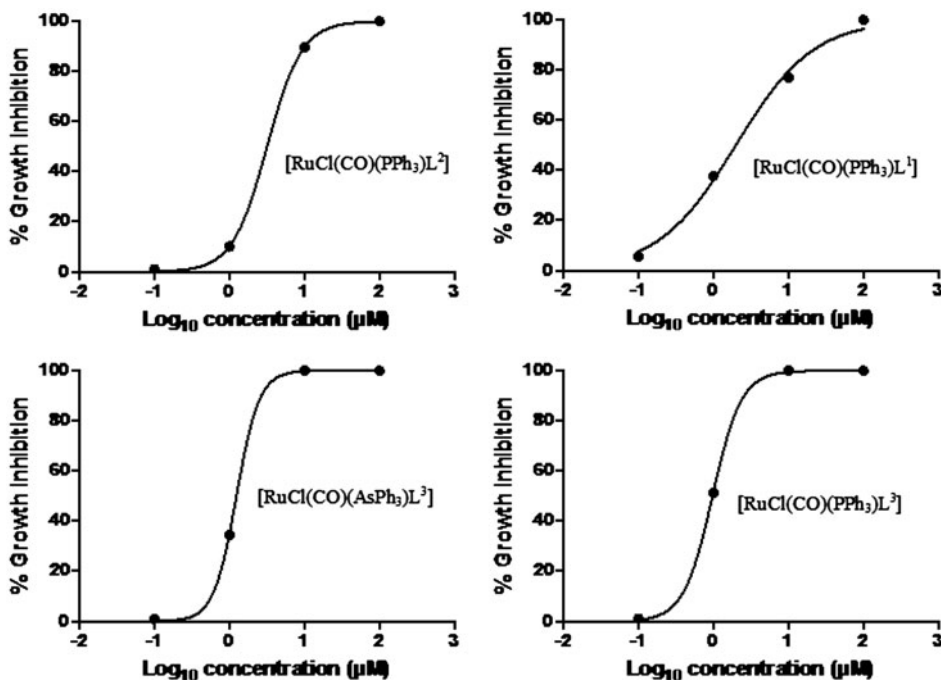 % Growth Inhibition
100
80
60
40
20
0
[RuCl(CO)(PPh₃)L²]
-2 -1 0 1 2 3
Log₁₀ concentration (µM)
% Growth Inhibition
100
80
60
40
20
0
[RuCl(CO)(PPh₃)L¹]
-2 -1 0 1 2 3
Log₁₀ concentration (µM)
% Growth Inhibition
100
80
60
40
20
0
[RuCl(CO)(AsPh₃)L³]
-2 -1 0 1 2 3
Log₁₀ concentration (µM)
% Growth Inhibition
100
80
60
40
20
0
[RuCl(CO)(PPh₃)L³]
-2 -1 0 1 2 3
Log₁₀ concentration (µM)